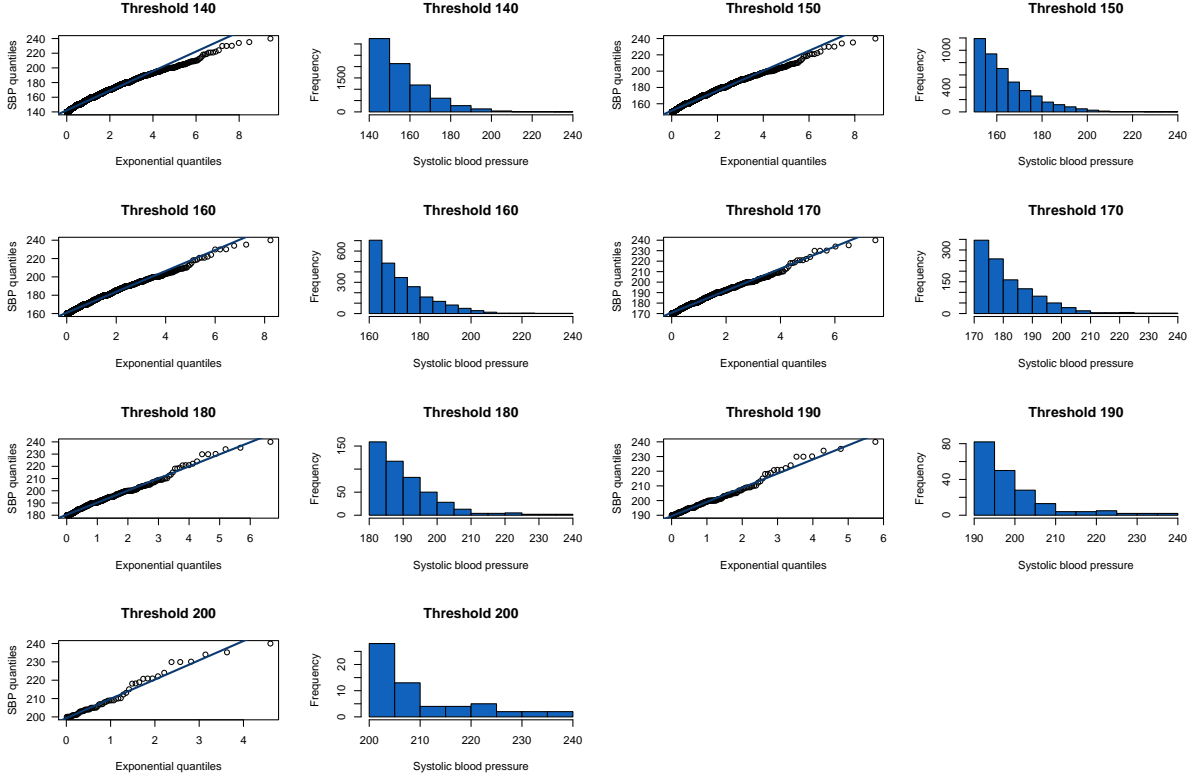 Threshold 140
SBP quantiles
140 160 180 200 220 240
0 2 4 6 8
Exponential quantiles
Threshold 140
Frequency
0 1500
140 160 180 200 220 240
Systolic blood pressure
Threshold 150
SBP quantiles
160 180 200 220 240
0 2 4 6 8
Exponential quantiles
Threshold 150
Frequency
0 400 1000
160 180 200 220 240
Systolic blood pressure
Threshold 160
SBP quantiles
160 180 200 220 240
0 2 4 6 8
Exponential quantiles
Threshold 160
Frequency
0 300 600
160 180 200 220 240
Systolic blood pressure
Threshold 170
SBP quantiles
170 180 190 200 210 220 240
0 2 4 6
Exponential quantiles
Threshold 170
Frequency
0 150 300
170 180 190 200 210 220 230 240
Systolic blood pressure
Threshold 180
SBP quantiles
180 190 200 210 220 230 240
0 1 2 3 4 5 6
Exponential quantiles
Threshold 180
Frequency
0 50 150
180 190 200 210 220 230 240
Systolic blood pressure
Threshold 190
SBP quantiles
190 200 210 220 230 240
0 1 2 3 4 5 6
Exponential quantiles
Threshold 190
Frequency
0 40 80
190 200 210 220 230 240
Systolic blood pressure
Threshold 200
SBP quantiles
200 210 220 230 240
0 1 2 3 4
Exponential quantiles
Threshold 200
Frequency
0 10 20
200 210 220 230 240
Systolic blood pressure